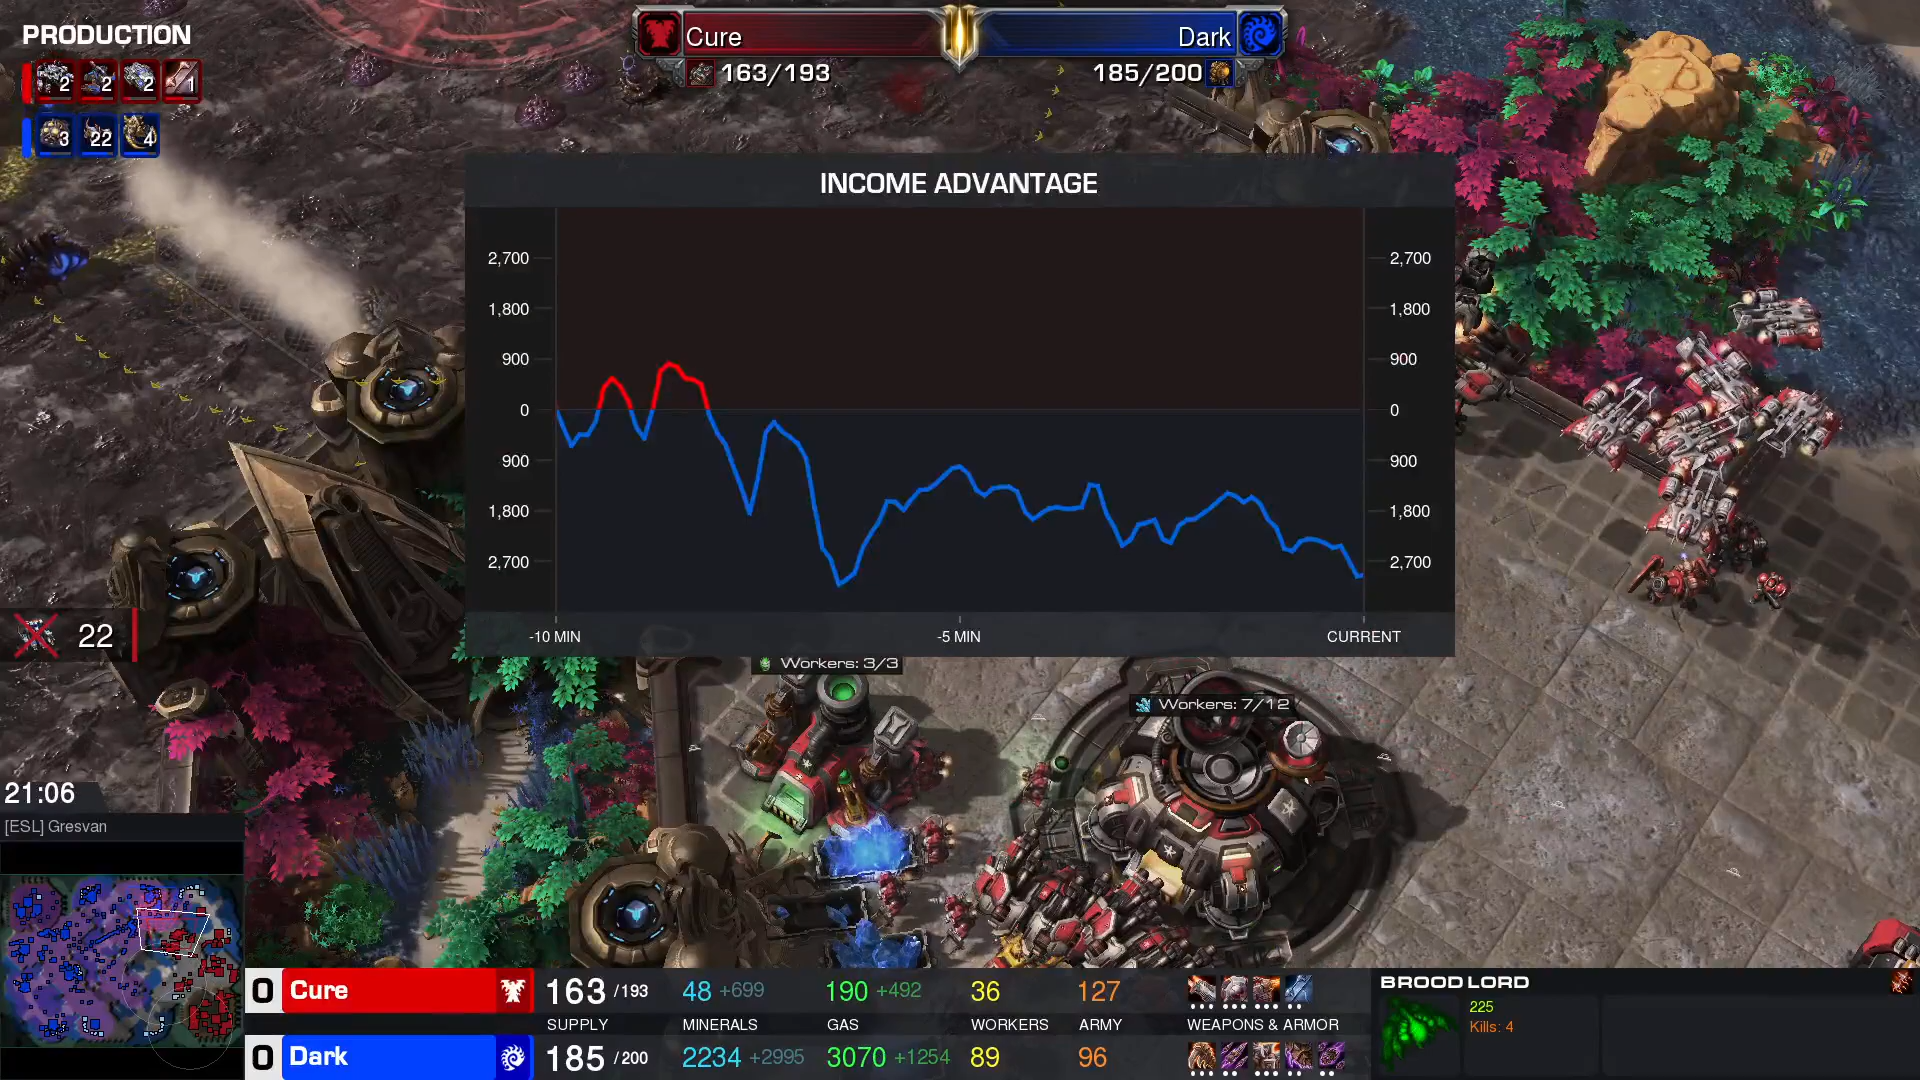 PRODUCTION
2 2 2 1
3 22 4
Cure Dark
163/193 185/200
INCOME ADVANTAGE
2,700 2,700
1,800 1,800
900 900
0 0
900 900
1,800 1,800
2,700 2,700
-10 MIN -5 MIN CURRENT
22
Workers: 3/3
Workers: 7/12
21:06
[ESL] Gresvan
0 Cure 163 /193 48 +699 190 +492 36 127
SUPPLY MINERALS GAS WORKERS ARMY WEAPONS & ARMOR
0 Dark 185 /200 2234 +2995 3070 +1254 89 96
BROOD LORD
225
Kills: 4